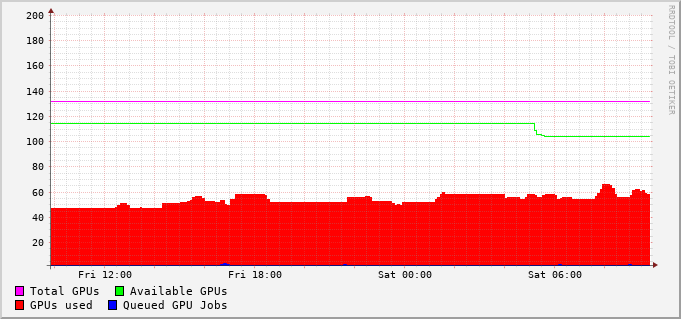 200
180
160
140
120
100
80
60
40
20
Fri 12:00 Fri 18:00 Sat 00:00 Sat 06:00
Total GPUs Available GPUs
GPUs used Queued GPU Jobs
RRDTOOL / TOBI OETIKER